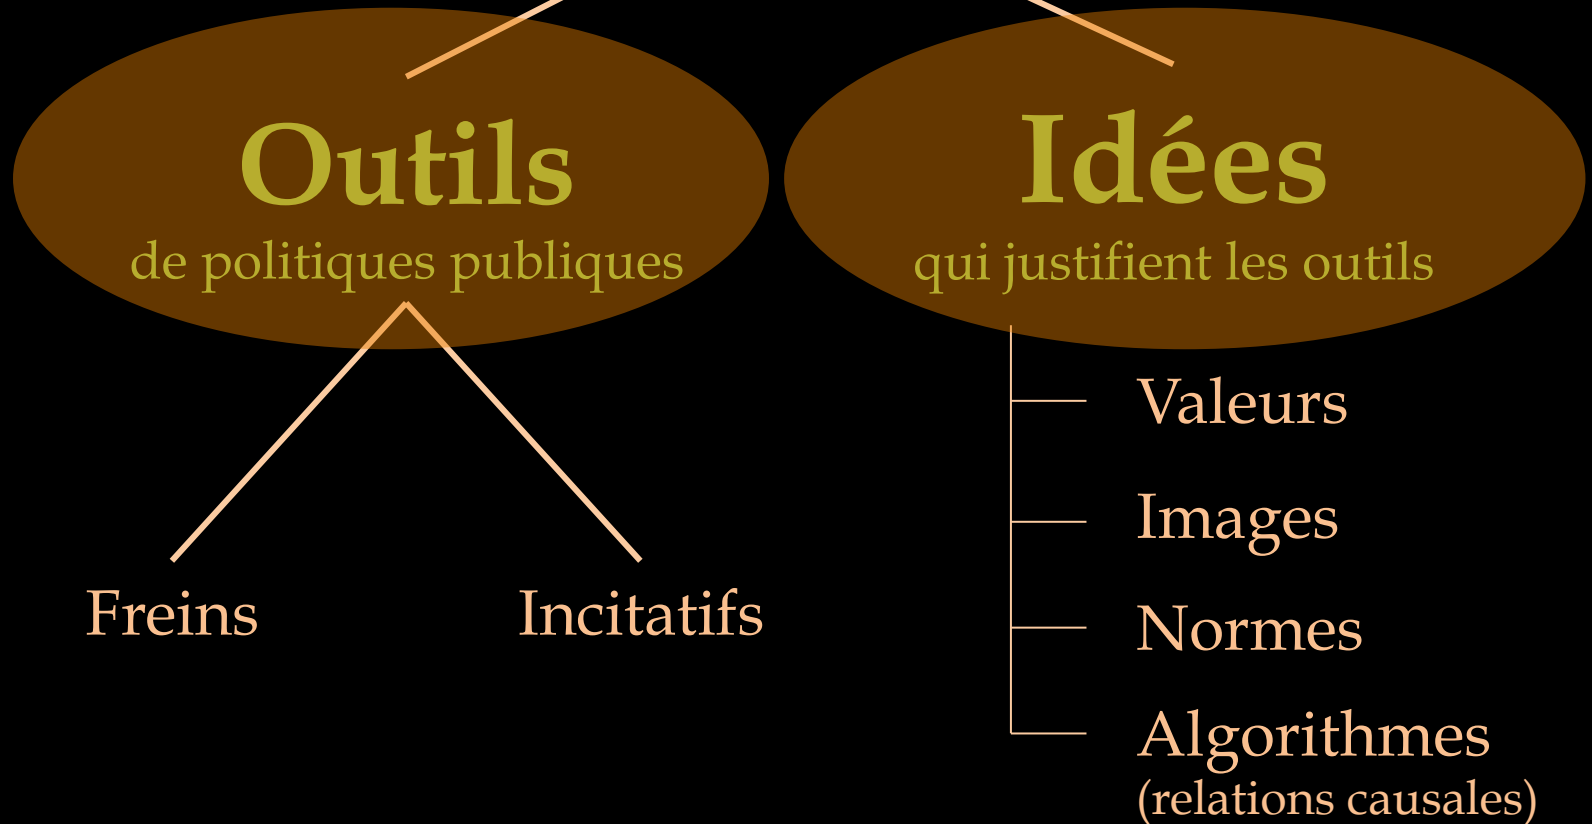 Outils
de politiques publiques
Freins
Incitatifs
Idées
qui justifient les outils
Valeurs
Images
Normes
Algorithmes
(relations causales)